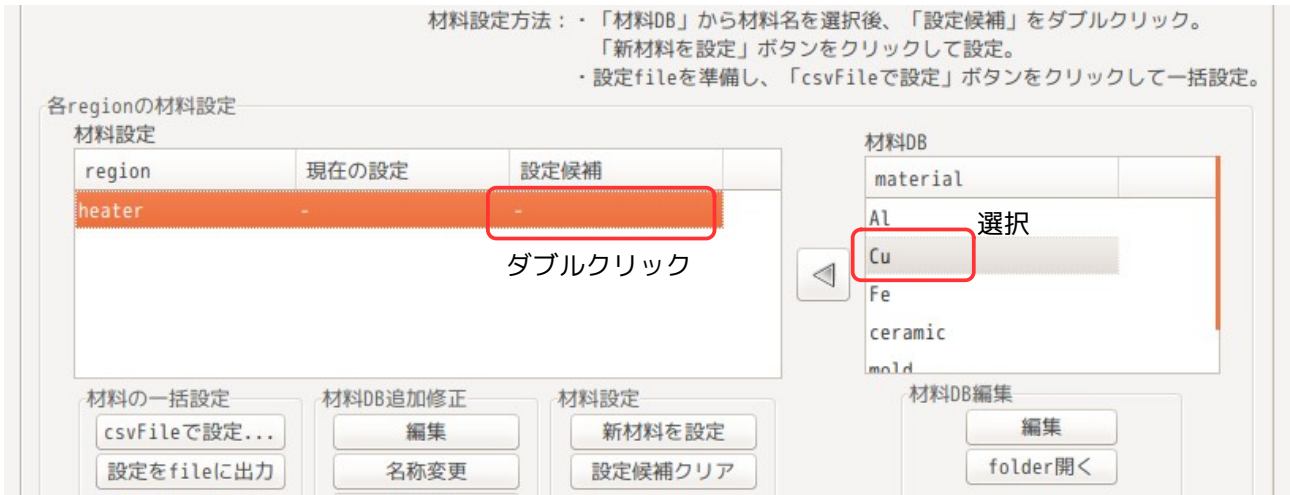 材料設定方法：・「材料DB」から材料名を選択後、「設定候補」をダブルクリック。
「新材料を設定」ボタンをクリックして設定。
・設定fileを準備し、「csvFileで設定」ボタンをクリックして一括設定。
各regionの材料設定
材料設定
region 現在の設定 設定候補
heater - -
ダブルクリック
材料DB
material
Al
選択
Cu
Fe
ceramic
mold
材料の一括設定
csvFileで設定...
設定をfileに出力
材料DB追加修正
編集
名称変更
材料設定
新材料を設定
設定候補クリア
材料DB編集
編集
folder開く